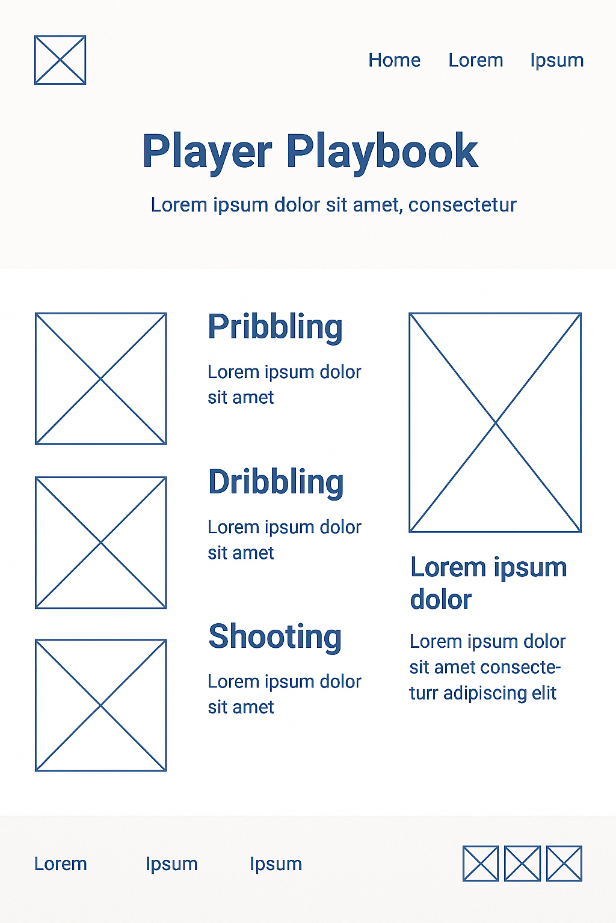 Home Lorem Ipsum
Player Playbook
Lorem ipsum dolor sit amet, consectetur
Pribbling
Lorem ipsum dolor
sit amet
Dribbling
Lorem ipsum dolor
sit amet
Shooting
Lorem ipsum dolor
sit amet
Lorem ipsum
dolor
Lorem ipsum dolor
sit amet consecte-
turr adipiscing elit
Lorem Ipsum Ipsum